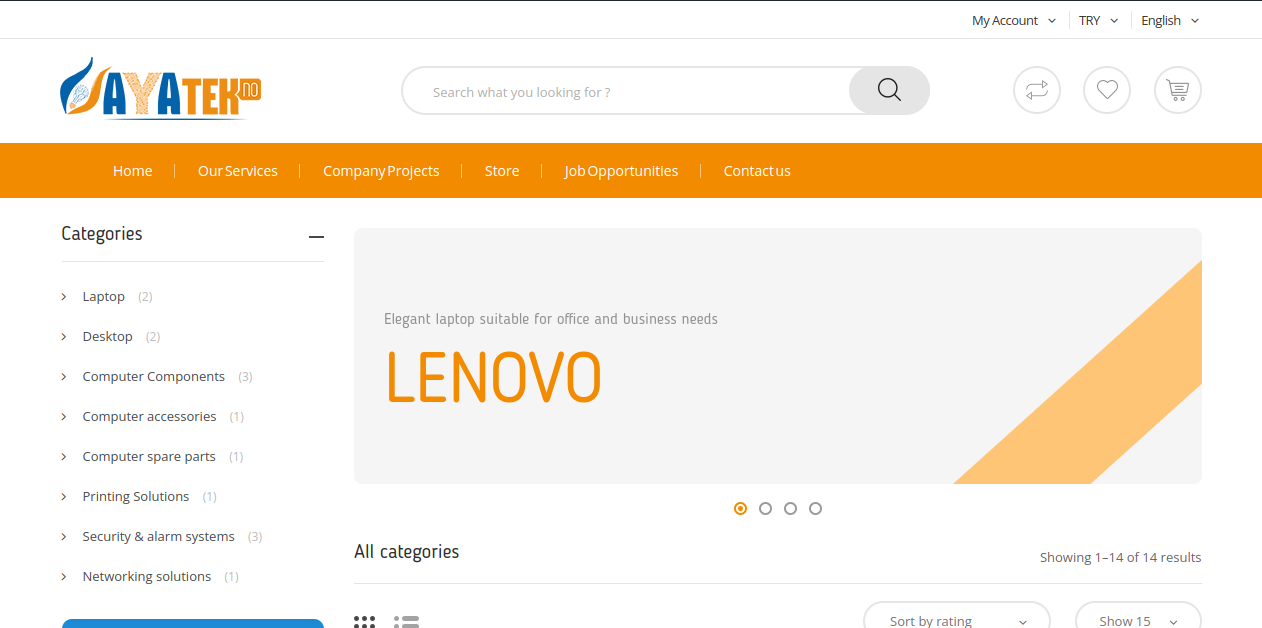 My Account TRY English
AYATEKNO
Search what you looking for ?
Home Our Services Company Projects Store Job Opportunities Contact us
Categories
Laptop (2)
Desktop (2)
Computer Components (3)
Computer accessories (1)
Computer spare parts (1)
Printing Solutions (1)
Security & alarm systems (3)
Networking solutions (1)
Elegant laptop suitable for office and business needs
LENOVO
All categories
Showing 1–14 of 14 results
Sort by rating Show 15